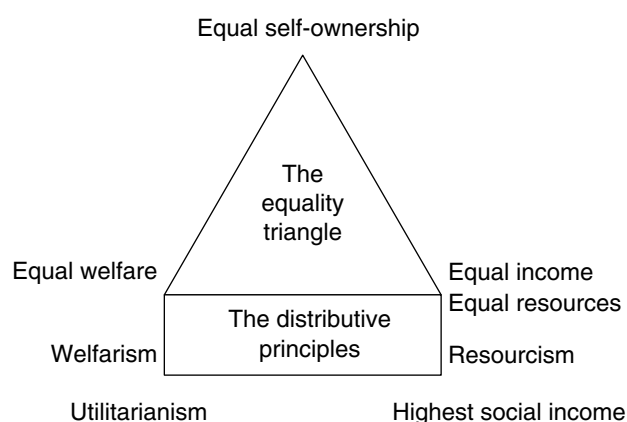 Equal self-ownership
The
equality
triangle
Equal welfare
Equal income
Equal resources
The distributive
principles
Welfarism
Resourcism
Utilitarianism
Highest social income